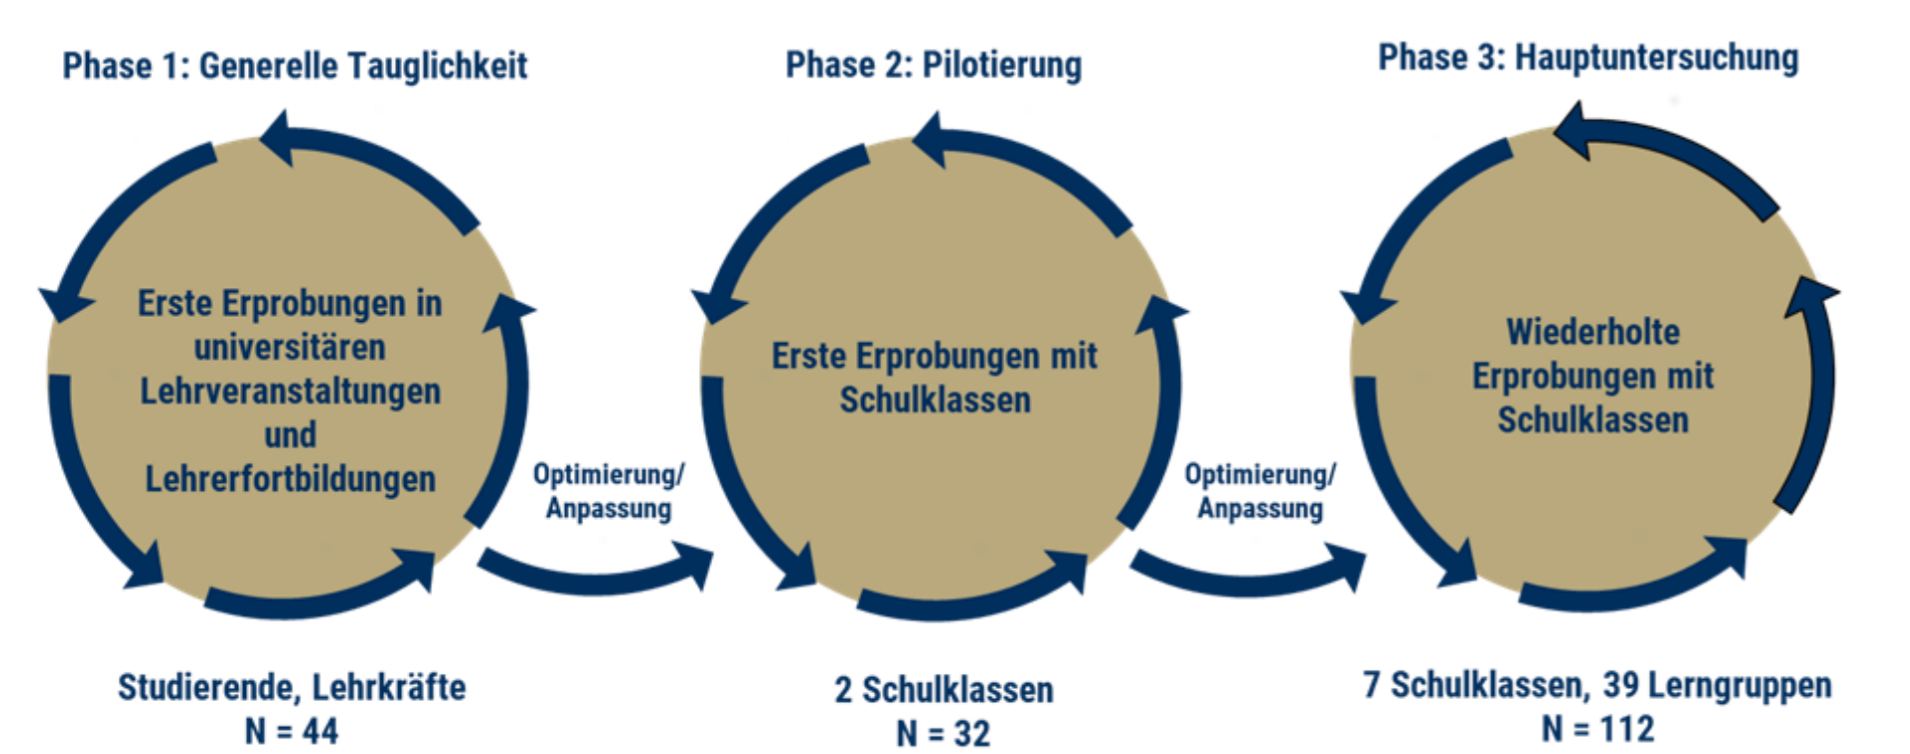 Phase 1: Generelle Tauglichkeit
Erste Erprobungen in
universitären
Lehrveranstaltungen
und
Lehrerfortbildungen
Studierende, Lehrkräfte
N = 44
Optimierung/
Anpassung
Phase 2: Pilotierung
Erste Erprobungen mit
Schulklassen
2 Schulklassen
N = 32
Optimierung/
Anpassung
Phase 3: Hauptuntersuchung
Wiederholte
Erprobungen mit
Schulklassen
7 Schulklassen, 39 Lerngruppen
N = 112